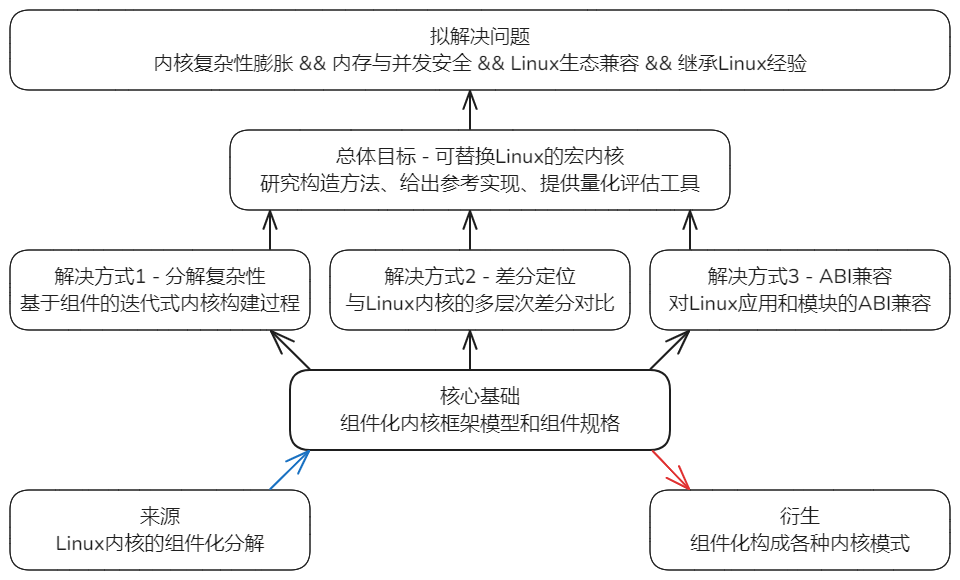 拟解决问题
内核复杂性膨胀 && 内存与并发安全 && Linux生态兼容 && 继承Linux经验
总体目标 - 可替换Linux的宏内核
研究构造方法、给出参考实现、提供量化评估工具
解决方式1 - 分解复杂性
基于组件的迭代式内核构建过程
解决方式2 - 差分定位
与Linux内核的多层次差分对比
解决方式3 - ABI兼容
对Linux应用和模块的ABI兼容
核心基础
组件化内核框架模型和组件规格
来源
Linux内核的组件化分解
衍生
组件化构成各种内核模式